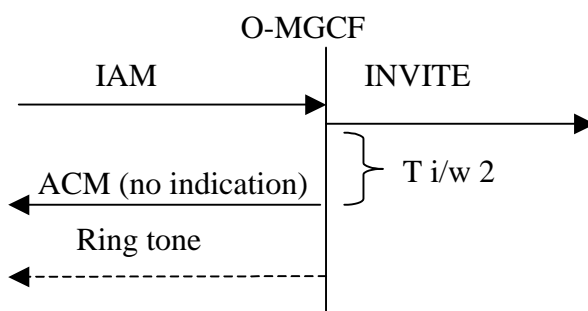 O-MGCF
IAM
INVITE
T i/w 2
ACM (no indication)
Ring tone